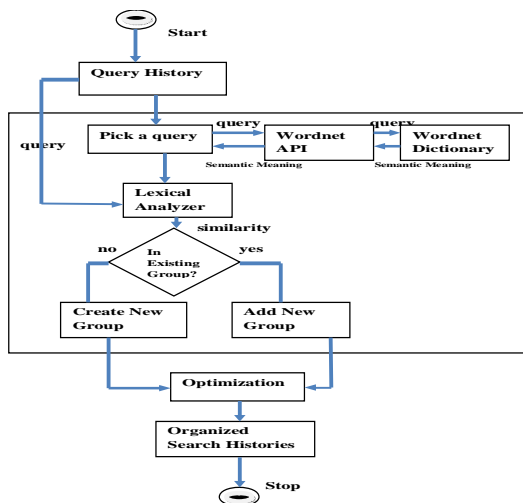 Start
Query History
query
Pick a query
query
Wordnet
API
query
Wordnet
Dictionary
Semantic Meaning
Semantic Meaning
Lexical
Analyzer
similarity
no
yes
In
Existing
Group?
Create New
Group
Add New
Group
Optimization
Organized
Search Histories
Stop